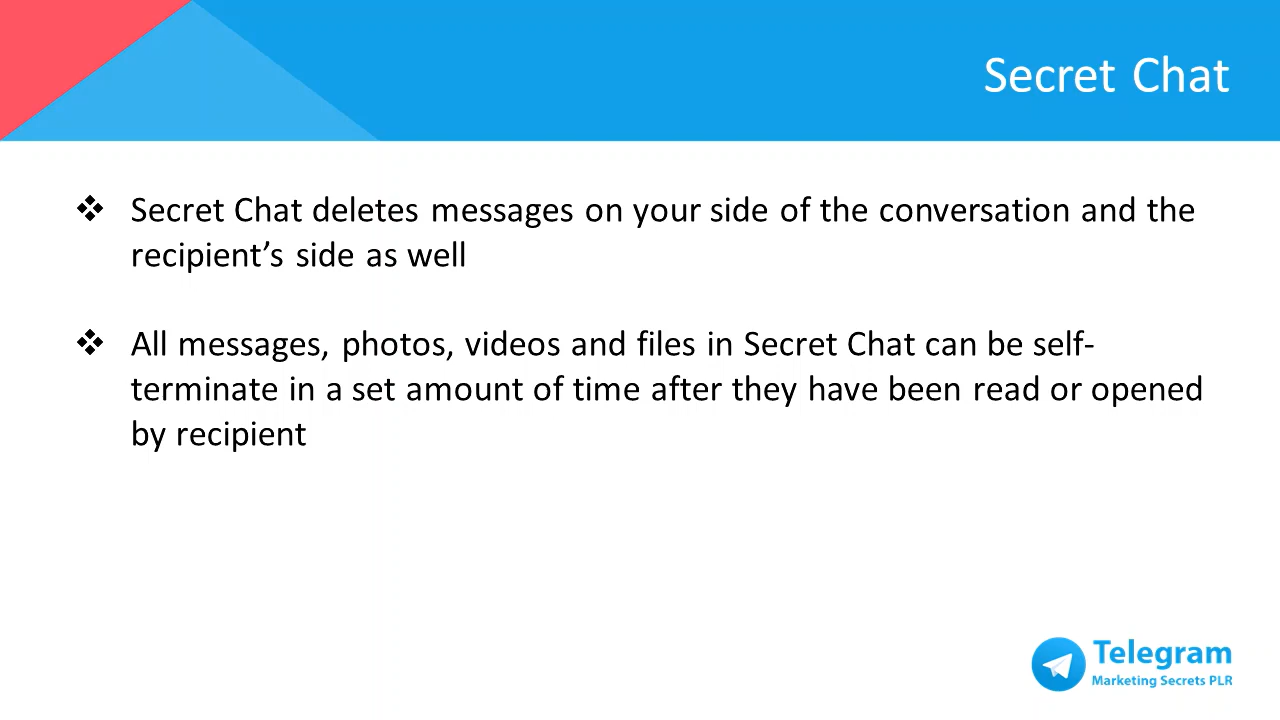 Secret Chat
❖ Secret Chat deletes messages on your side of the conversation and the
recipient’s side as well
❖ All messages, photos, videos and files in Secret Chat can be self-
terminate in a set amount of time after they have been read or opened
by recipient
Telegram
Marketing Secrets PLR